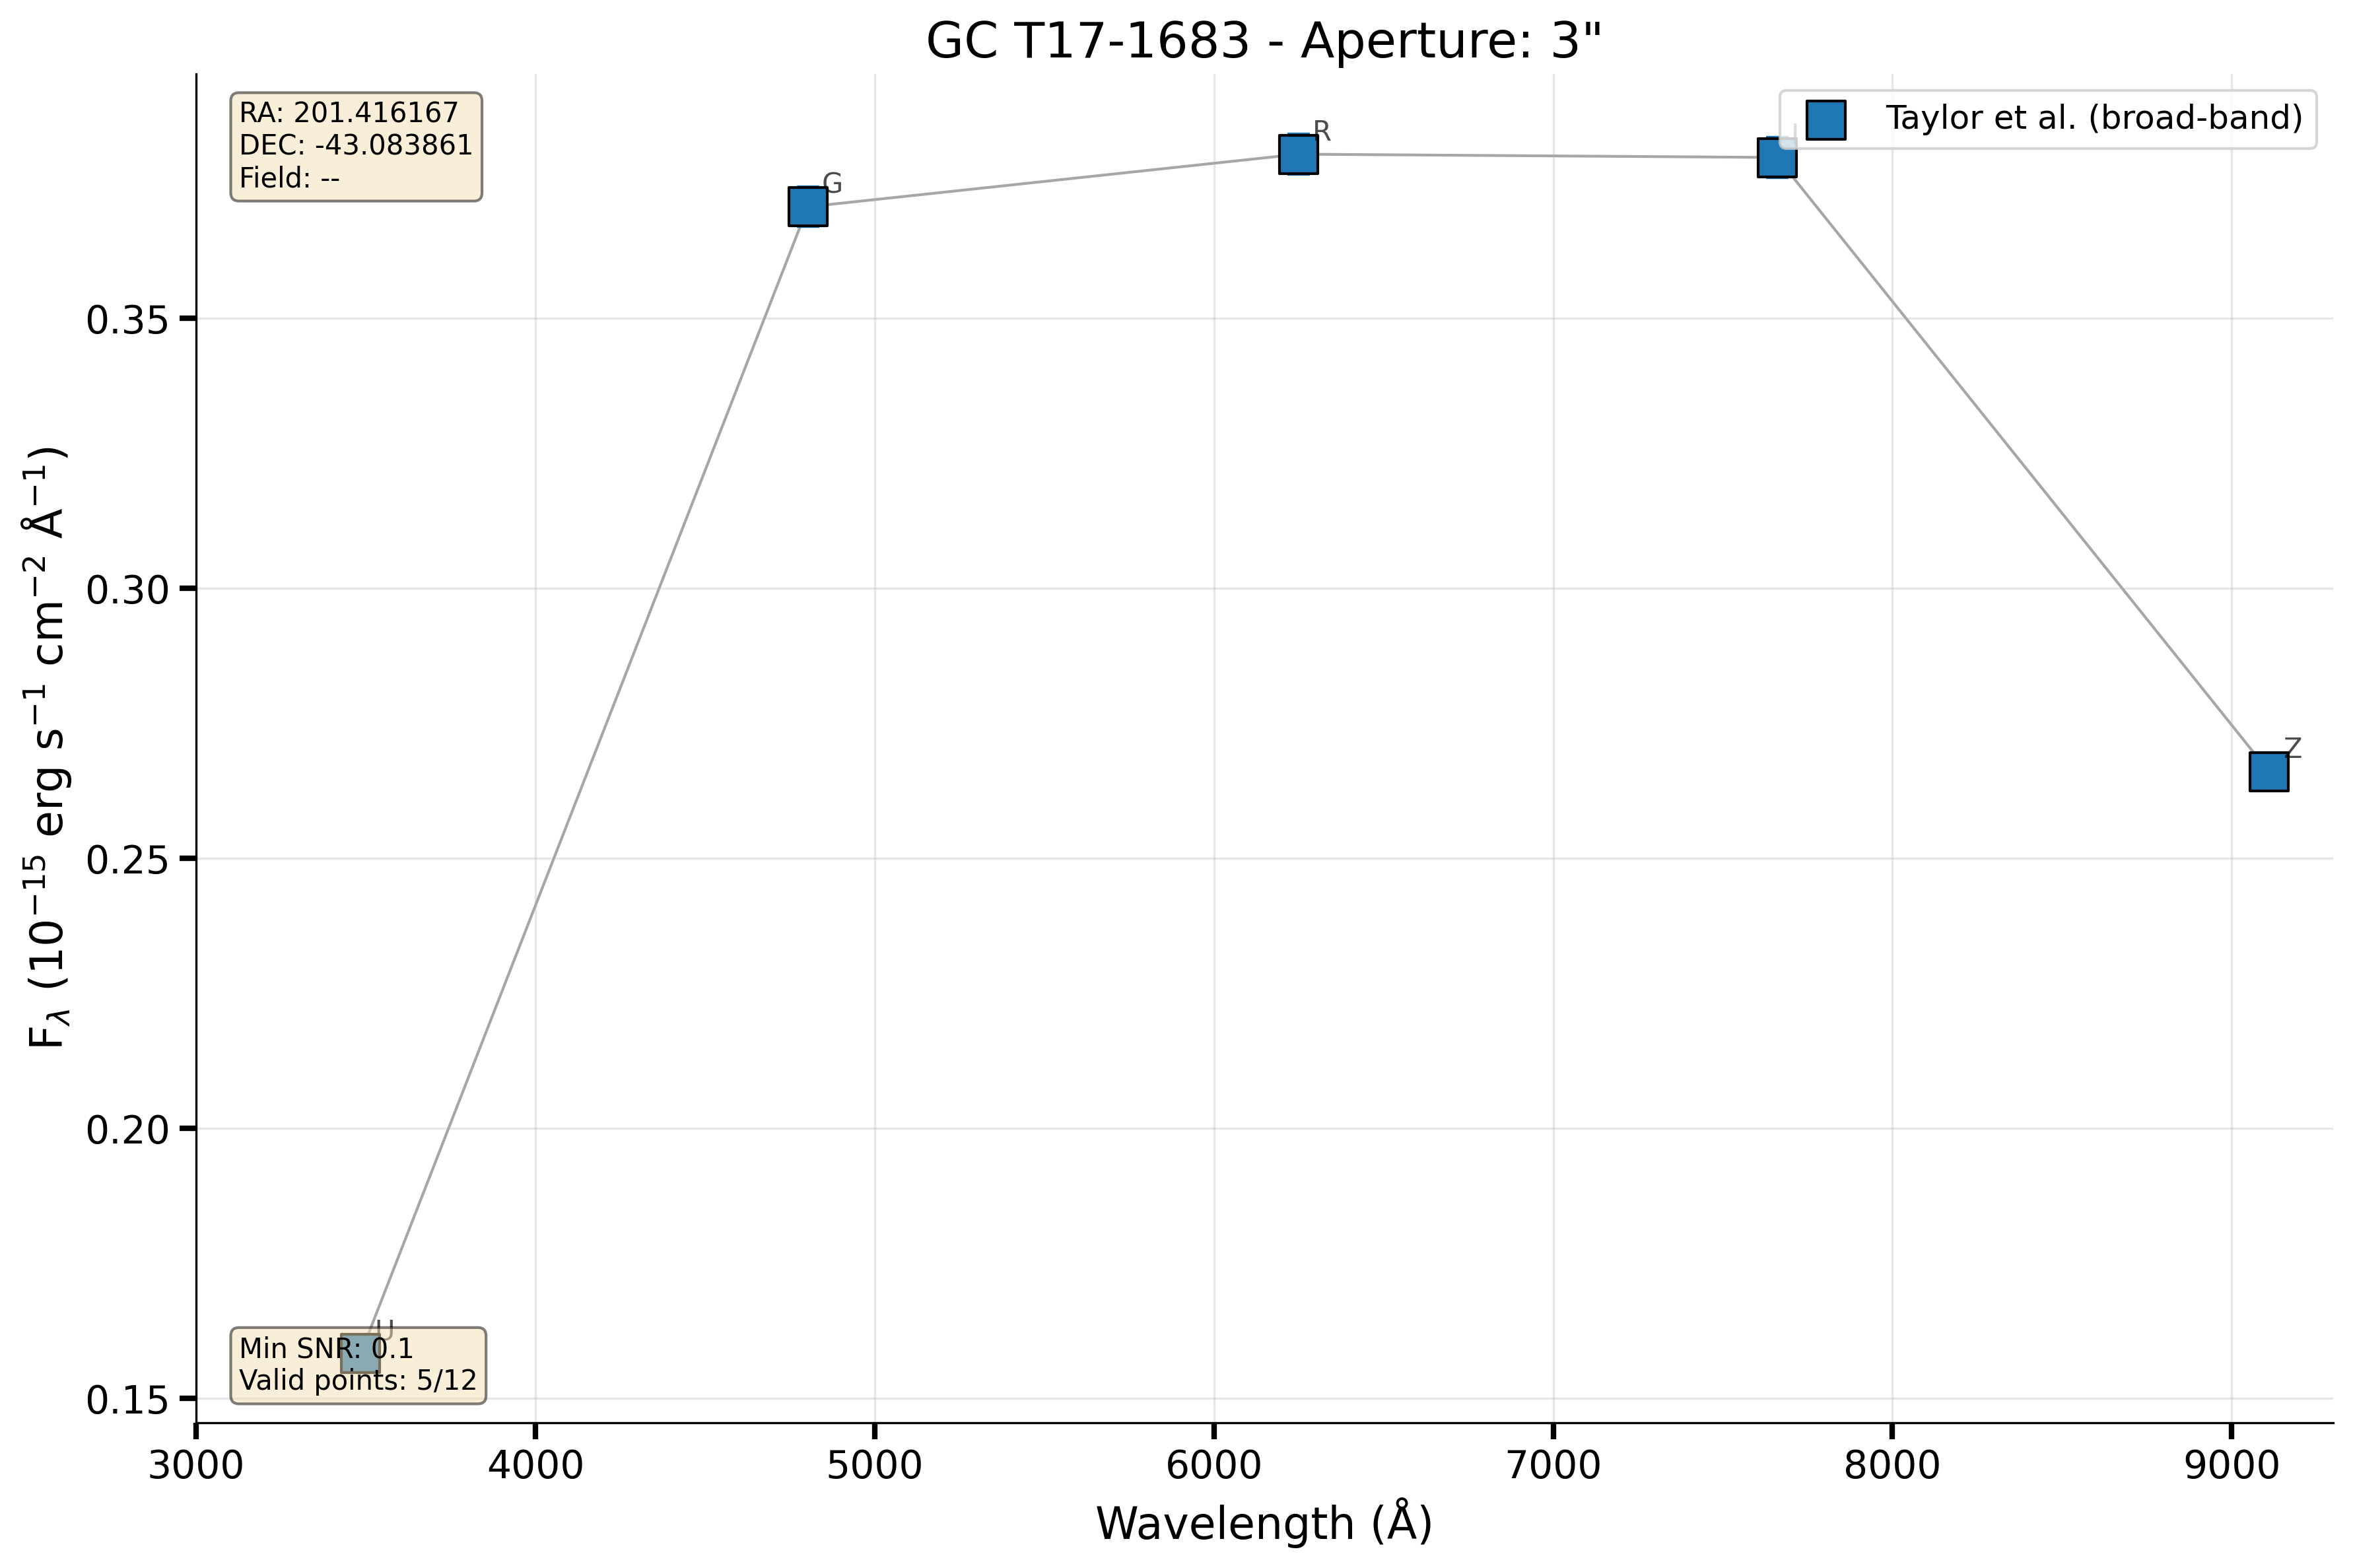 GC T17-1683 - Aperture: 3"
RA: 201.416167
DEC: -43.083861
Field: --
Taylor et al. (broad-band)
G
R
I
Z
U
Min SNR: 0.1
Valid points: 5/12
F_λ (10⁻¹⁵ erg s⁻¹ cm⁻² Å⁻¹)
0.35
0.30
0.25
0.20
0.15
3000
4000
5000
6000
7000
8000
9000
Wavelength (Å)